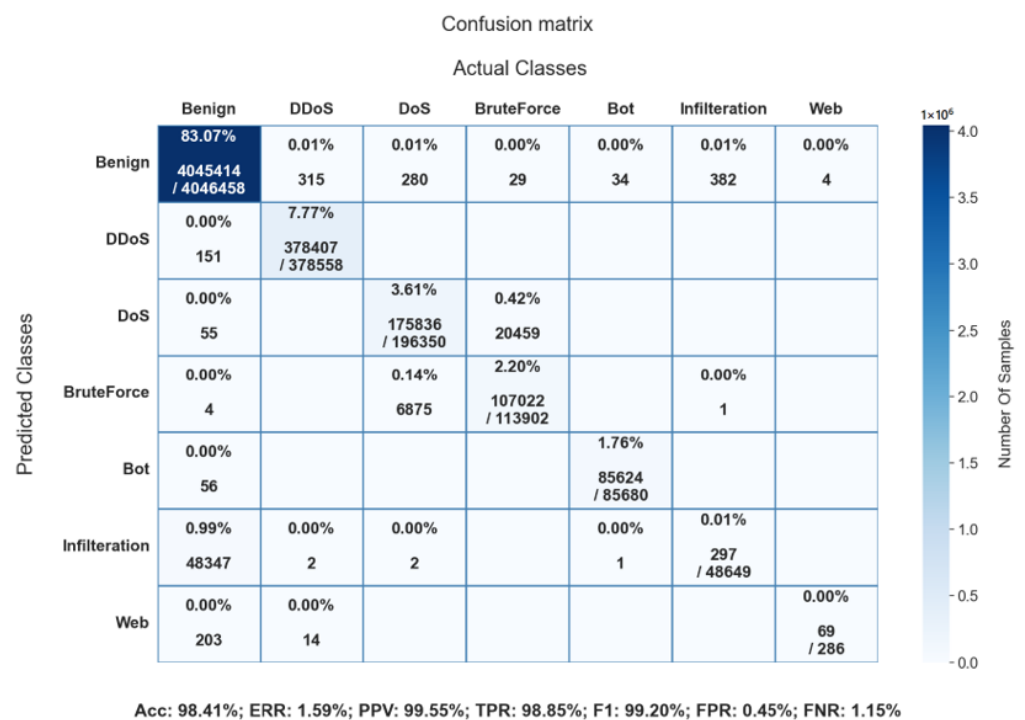 Confusion matrix
Actual Classes
Benign DDoS DoS BruteForce Bot Infilteration Web
Predicted Classes
Benign
83.07% 0.01% 0.01% 0.00% 0.00% 0.01% 0.00%
4045414 315 280 29 34 382 4
/ 4046458
DDoS
0.00% 7.77%
151 378407
/ 378558
DoS
0.00% 3.61% 0.42%
55 175836 20459
/ 196350
BruteForce
0.00% 0.14% 2.20% 0.00%
4 6875 107022 1
/ 113902
Bot
0.00% 1.76%
56 85624
/ 85680
Infilteration
0.99% 0.00% 0.00% 0.00% 0.01%
48347 2 2 1 297
/ 48649
Web
0.00% 0.00% 0.00%
203 14 69
/ 286
1×10⁶
4.0
3.5
3.0
2.5
2.0
1.5
1.0
0.5
0.0
Number Of Samples
Acc: 98.41%; ERR: 1.59%; PPV: 99.55%; TPR: 98.85%; F1: 99.20%; FPR: 0.45%; FNR: 1.15%